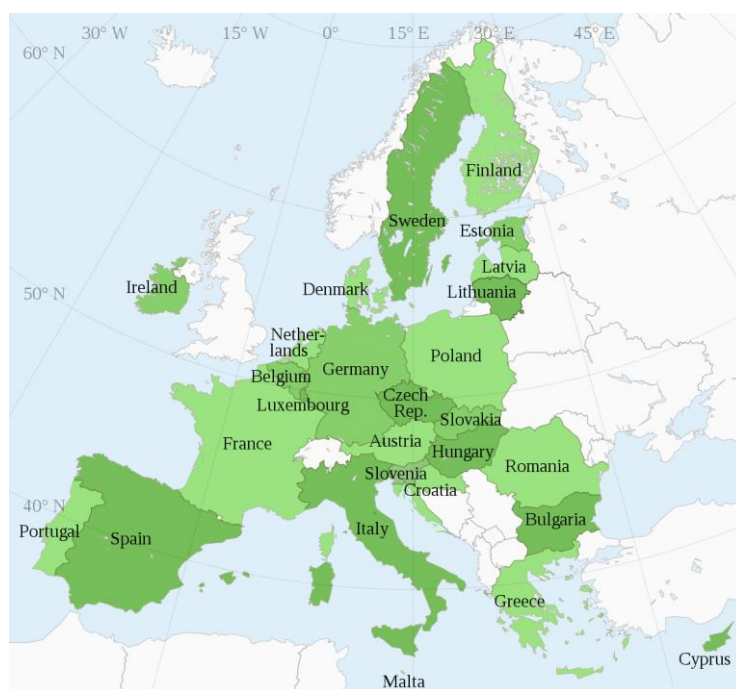 30° W
15° W
0°
15° E
30° E
45° E
60° N
Finland
Sweden
Estonia
Latvia
Ireland
Denmark
Lithuania
50° N
Nether-
lands
Poland
Belgium
Germany
Czech
Rep.
Luxembourg
Slovakia
France
Austria
Hungary
Romania
Slovenia
Croatia
40° N
Portugal
Spain
Italy
Bulgaria
Greece
Cyprus
Malta